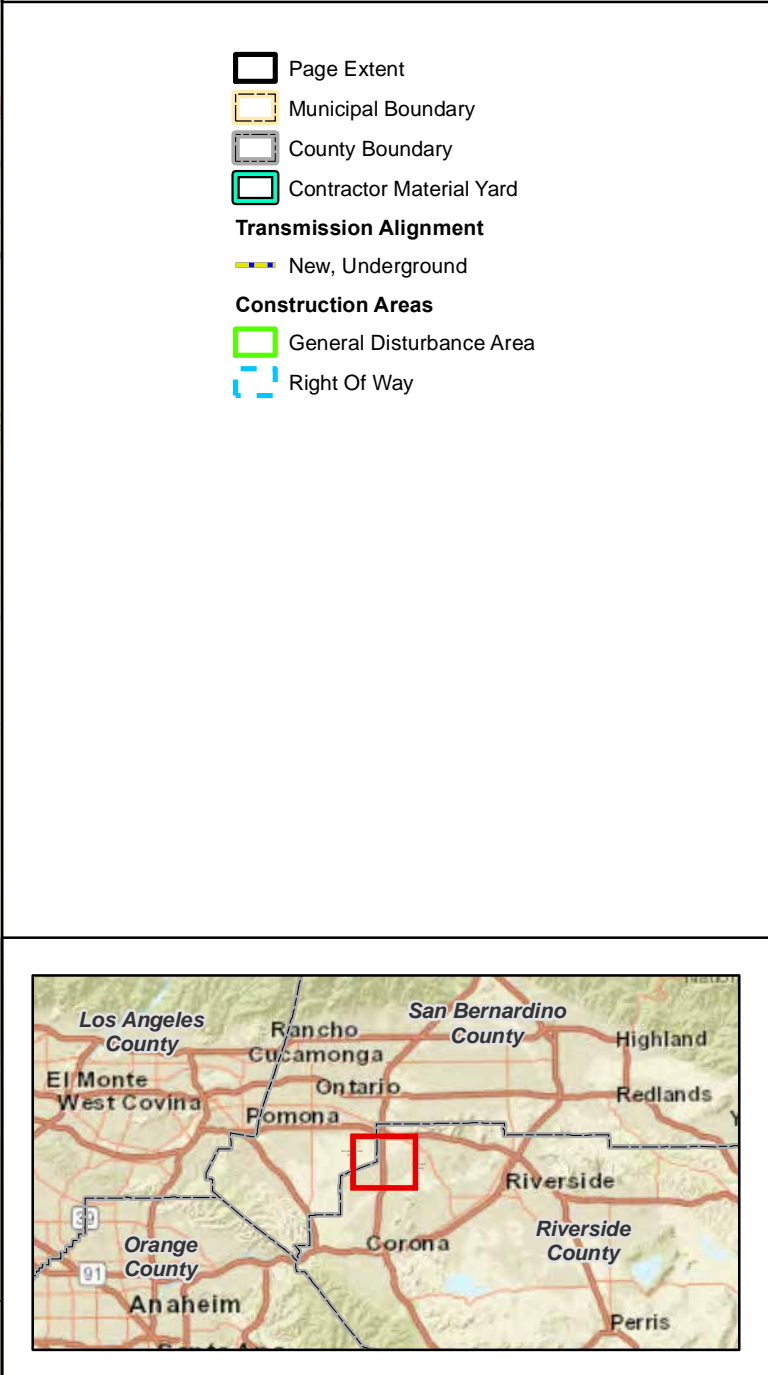 Page Extent
Municipal Boundary
County Boundary
Contractor Material Yard
Transmission Alignment
New, Underground
Construction Areas
General Disturbance Area
Right Of Way
Los Angeles
County
Rancho
Cucamonga
San Bernardino
County
Highland
El Monte
West Covina
Ontario
Redlands
Pomona
Riverside
39
Orange
County
Corona
Riverside
County
91
Anaheim
Perris